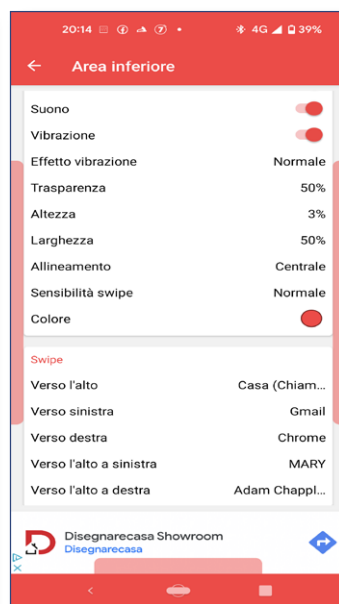 20:14 7 • 4G 39%
Area inferiore
Suono
Vibrazione
Effetto vibrazione Normale
Trasparenza 50%
Altezza 3%
Larghezza 50%
Allineamento Centrale
Sensibilità swipe Normale
Colore
Swipe
Verso l'alto Casa (Chiam...
Verso sinistra Gmail
Verso destra Chrome
Verso l'alto a sinistra MARY
Verso l'alto a destra Adam Chappl...
Disegnarecasa Showroom
Disegnarecasa